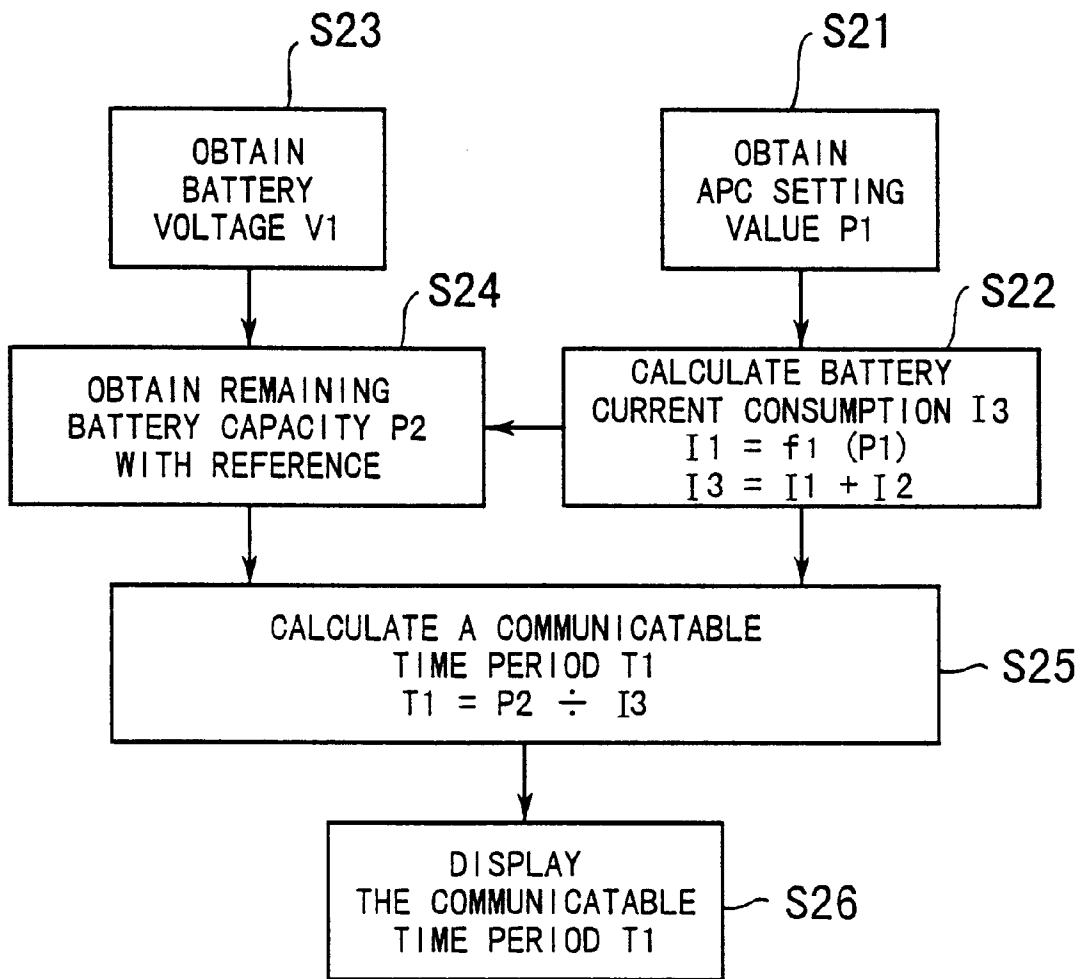 S23
S21
OBTAIN
BATTERY
VOLTAGE V1
OBTAIN
APC SETTING
VALUE P1
S24
S22
OBTAIN REMAINING
BATTERY CAPACITY P2
WITH REFERENCE
CALCULATE BATTERY
CURRENT CONSUMPTION I3
I1 = f1 (P1)
I3 = I1 + I2
CALCULATE A COMMUNICATABLE
TIME PERIOD T1
T1 = P2 ÷ I3
S25
DISPLAY
THE COMMUNICATABLE
TIME PERIOD T1
S26